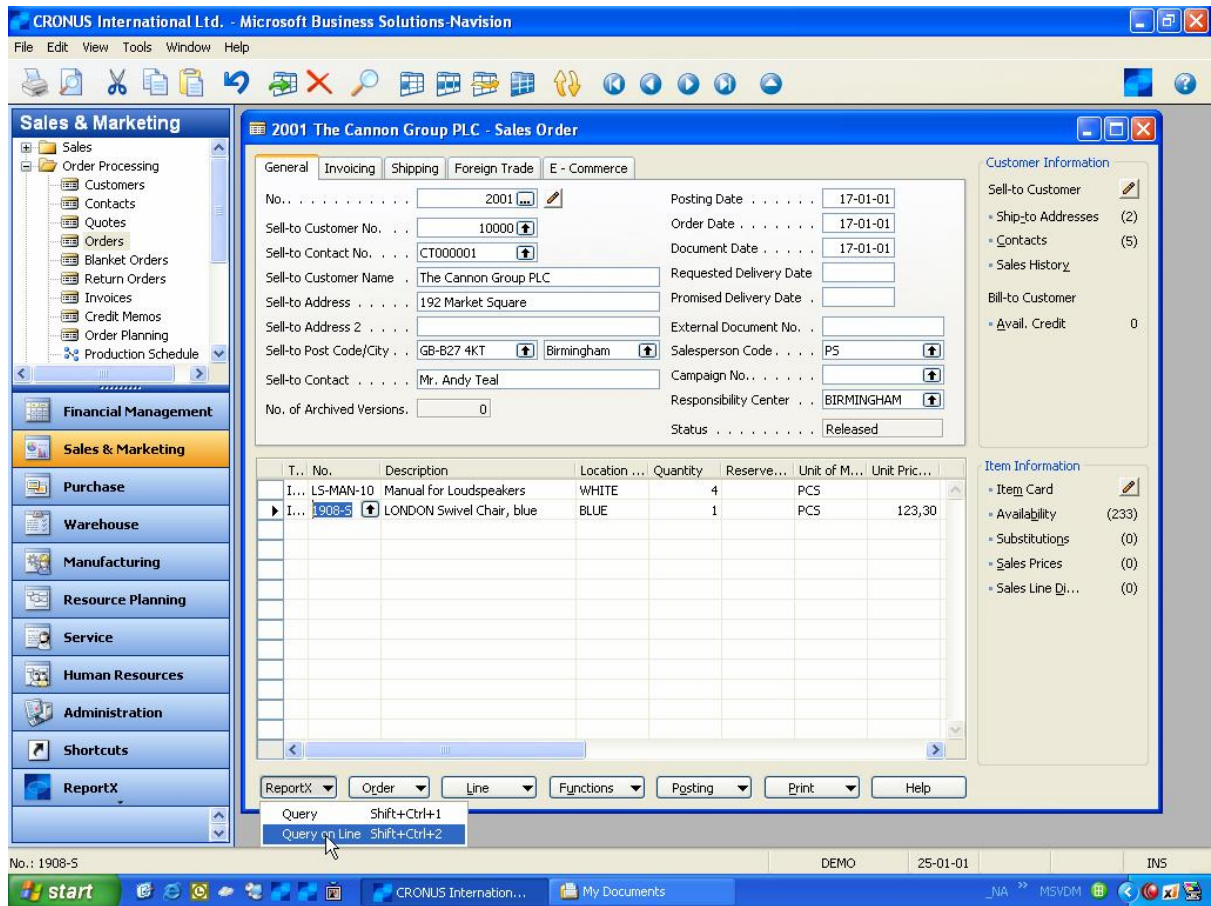 CRONUS International Ltd. - Microsoft Business Solutions-Navision
File Edit View Tools Window Help
Sales & Marketing
Sales
Order Processing
Customers
Contacts
Quotes
Orders
Blanket Orders
Return Orders
Invoices
Credit Memos
Order Planning
Production Schedule
Financial Management
Sales & Marketing
Purchase
Warehouse
Manufacturing
Resource Planning
Service
Human Resources
Administration
Shortcuts
ReportX
2001 The Cannon Group PLC - Sales Order
General Invoicing Shipping Foreign Trade E - Commerce
No.. . . . . . . . . . . 2001
Sell-to Customer No. . . . 10000
Sell-to Contact No. . . . . CT000001
Sell-to Customer Name . The Cannon Group PLC
Sell-to Address . . . . . 192 Market Square
Sell-to Address 2 . . . .
Sell-to Post Code/City . . GB-B27 4KT Birmingham
Sell-to Contact . . . . . Mr. Andy Teal
No. of Archived Versions. 0
Posting Date . . . . . . 17-01-01
Order Date . . . . . . . 17-01-01
Document Date . . . . . 17-01-01
Requested Delivery Date
Promised Delivery Date .
External Document No. .
Salesperson Code. . . . PS
Campaign No.. . . . . .
Responsibility Center . . BIRMINGHAM
Status . . . . . . . . . Released
Customer Information
Sell-to Customer
Ship-to Addresses (2)
Contacts (5)
Sales History
Bill-to Customer
Avail. Credit 0
T.. No. Description Location ... Quantity Reserve... Unit of M... Unit Pric...
I... LS-MAN-10 Manual for Loudspeakers WHITE 4 PCS
I... 1908-S LONDON Swivel Chair, blue BLUE 1 PCS 123,30
Item Information
Item Card
Availability (233)
Substitutions (0)
Sales Prices (0)
Sales Line Di... (0)
ReportX Order Line Functions Posting Print Help
Query Shift+Ctrl+1
Query on Line Shift+Ctrl+2
No.: 1908-S DEMO 25-01-01 INS
start CRONUS Internation... My Documents _NA MSVDM